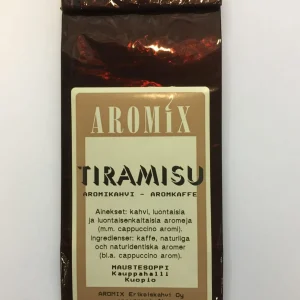 AROMIX
TIRAMISU
AROMIKAHVI - AROMKAFFE
Ainekset: kahvi, luontaisia
ja luontaisenkaltaisia aromeja
(m.m. cappuccino aromi).
Ingredienser: kaffe, naturliga
och naturidentiska aromer
(bl.a. cappuccino arom).
MAUSTESOPPI
Kauppahalli
Kuopio
AROMIX Erikoiskahvi Oy